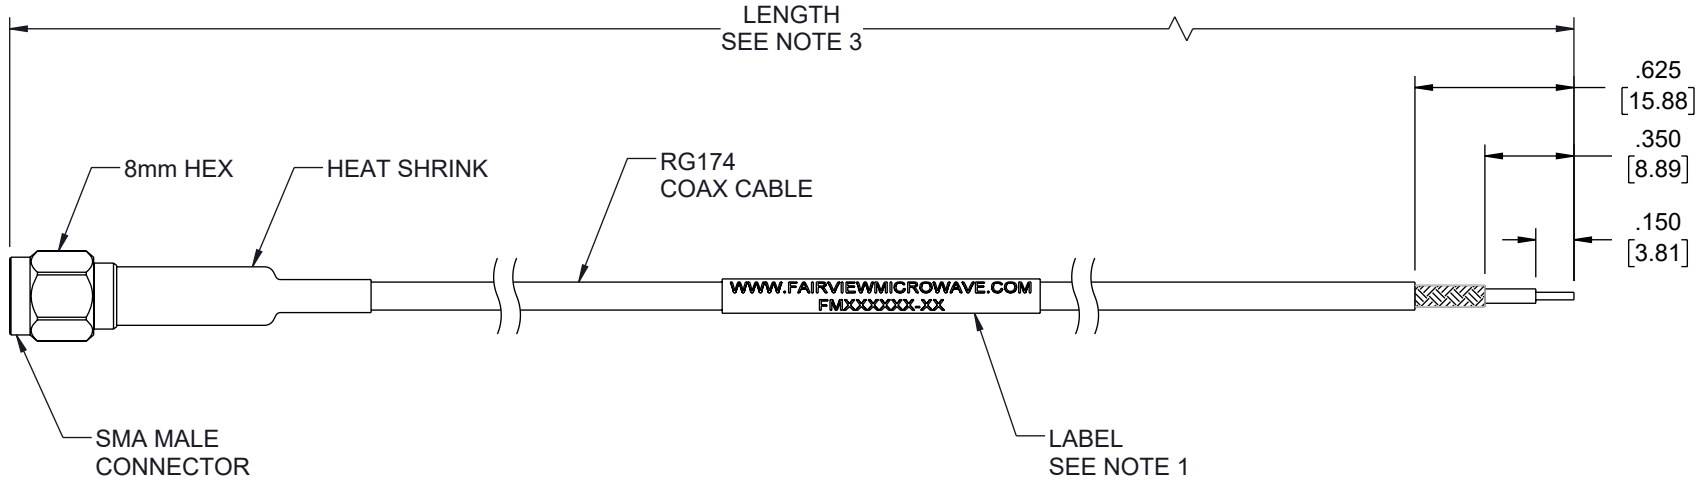 LENGTH
SEE NOTE 3
.625
[15.88]
.350
[8.89]
.150
[3.81]
8mm HEX
HEAT SHRINK
RG174
COAX CABLE
WWW.FAIRVIEWMICROWAVE.COM
FMXXXXXX-XX
SMA MALE
CONNECTOR
LABEL
SEE NOTE 1